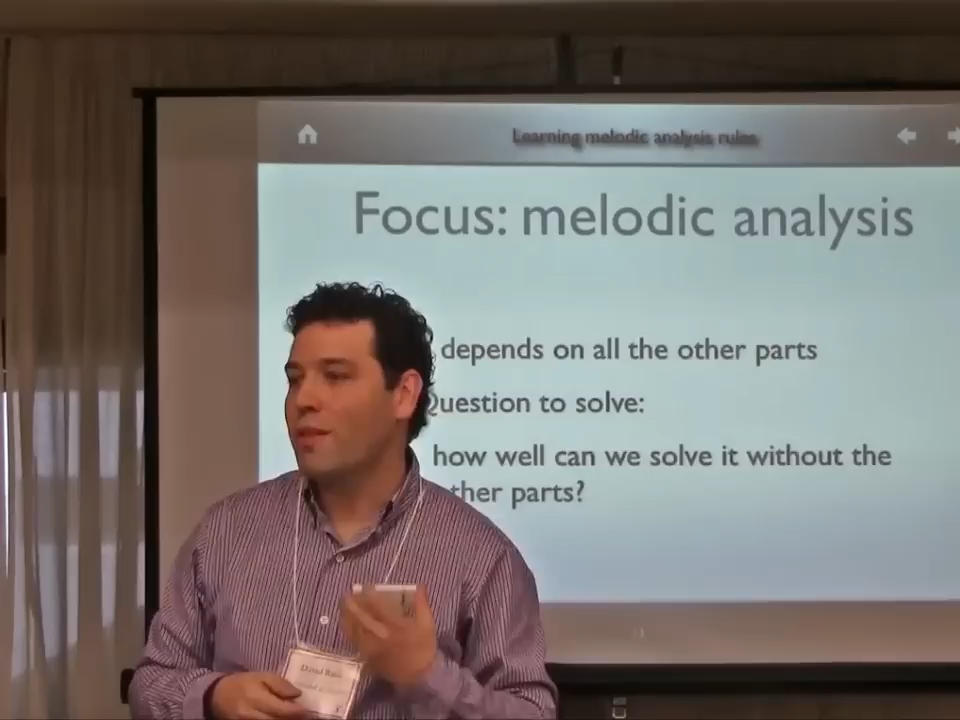 Learning melodic analysis rules
Focus: melodic analysis
depends on all the other parts
Question to solve:
how well can we solve it without the
other parts?
David